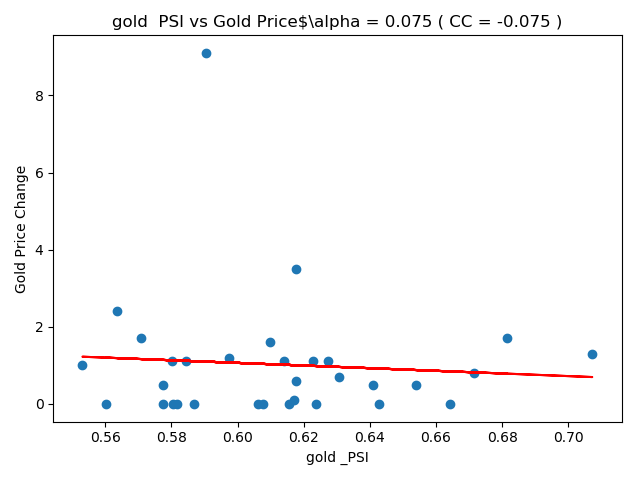 gold  PSI vs Gold Price$\alpha = 0.075 ( CC = -0.075 )
Gold Price Change
8
6
4
2
0
0.56 0.58 0.60 0.62 0.64 0.66 0.68 0.70
gold _PSI